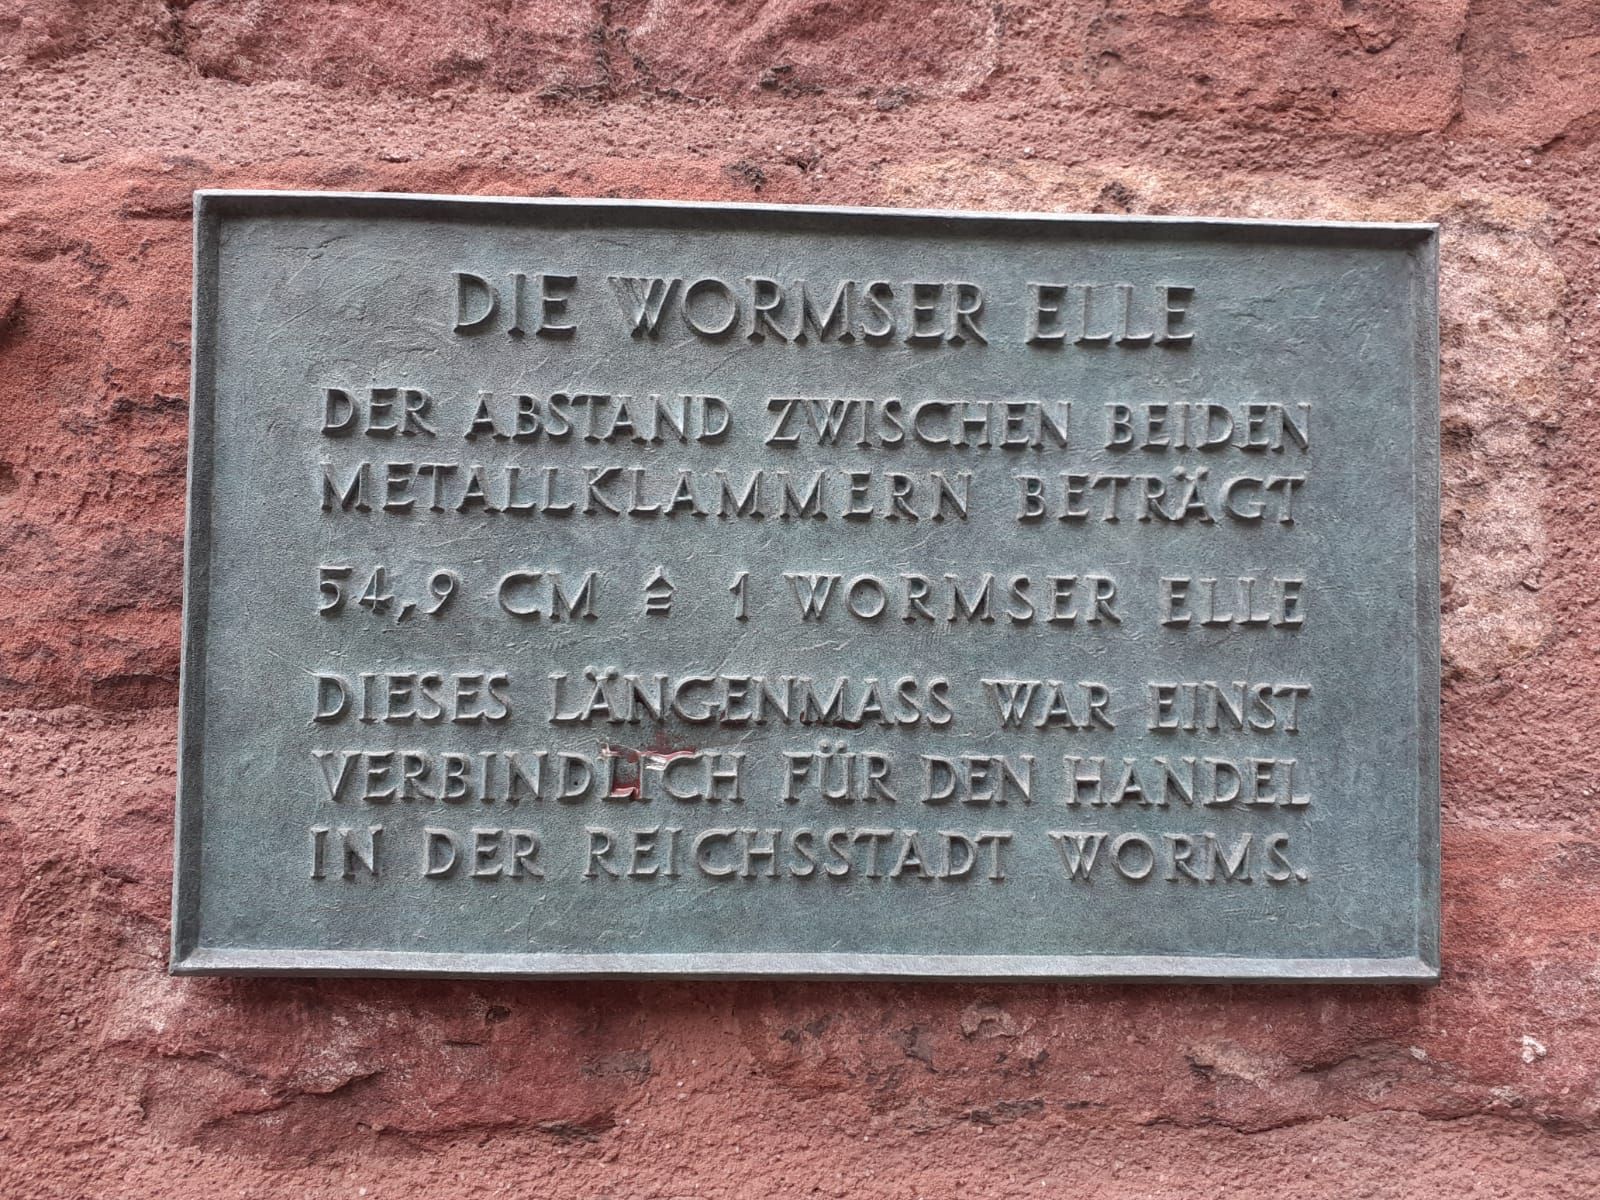 DIE WORMSER ELLE
DER ABSTAND ZWISCHEN BEIDEN
METALLKLAMMERN BETRÄGT
54,9 CM ≙ 1 WORMSER ELLE
DIESES LÄNGENMASS WAR EINST
VERBINDLICH FÜR DEN HANDEL
IN DER REICHSSTADT WORMS.